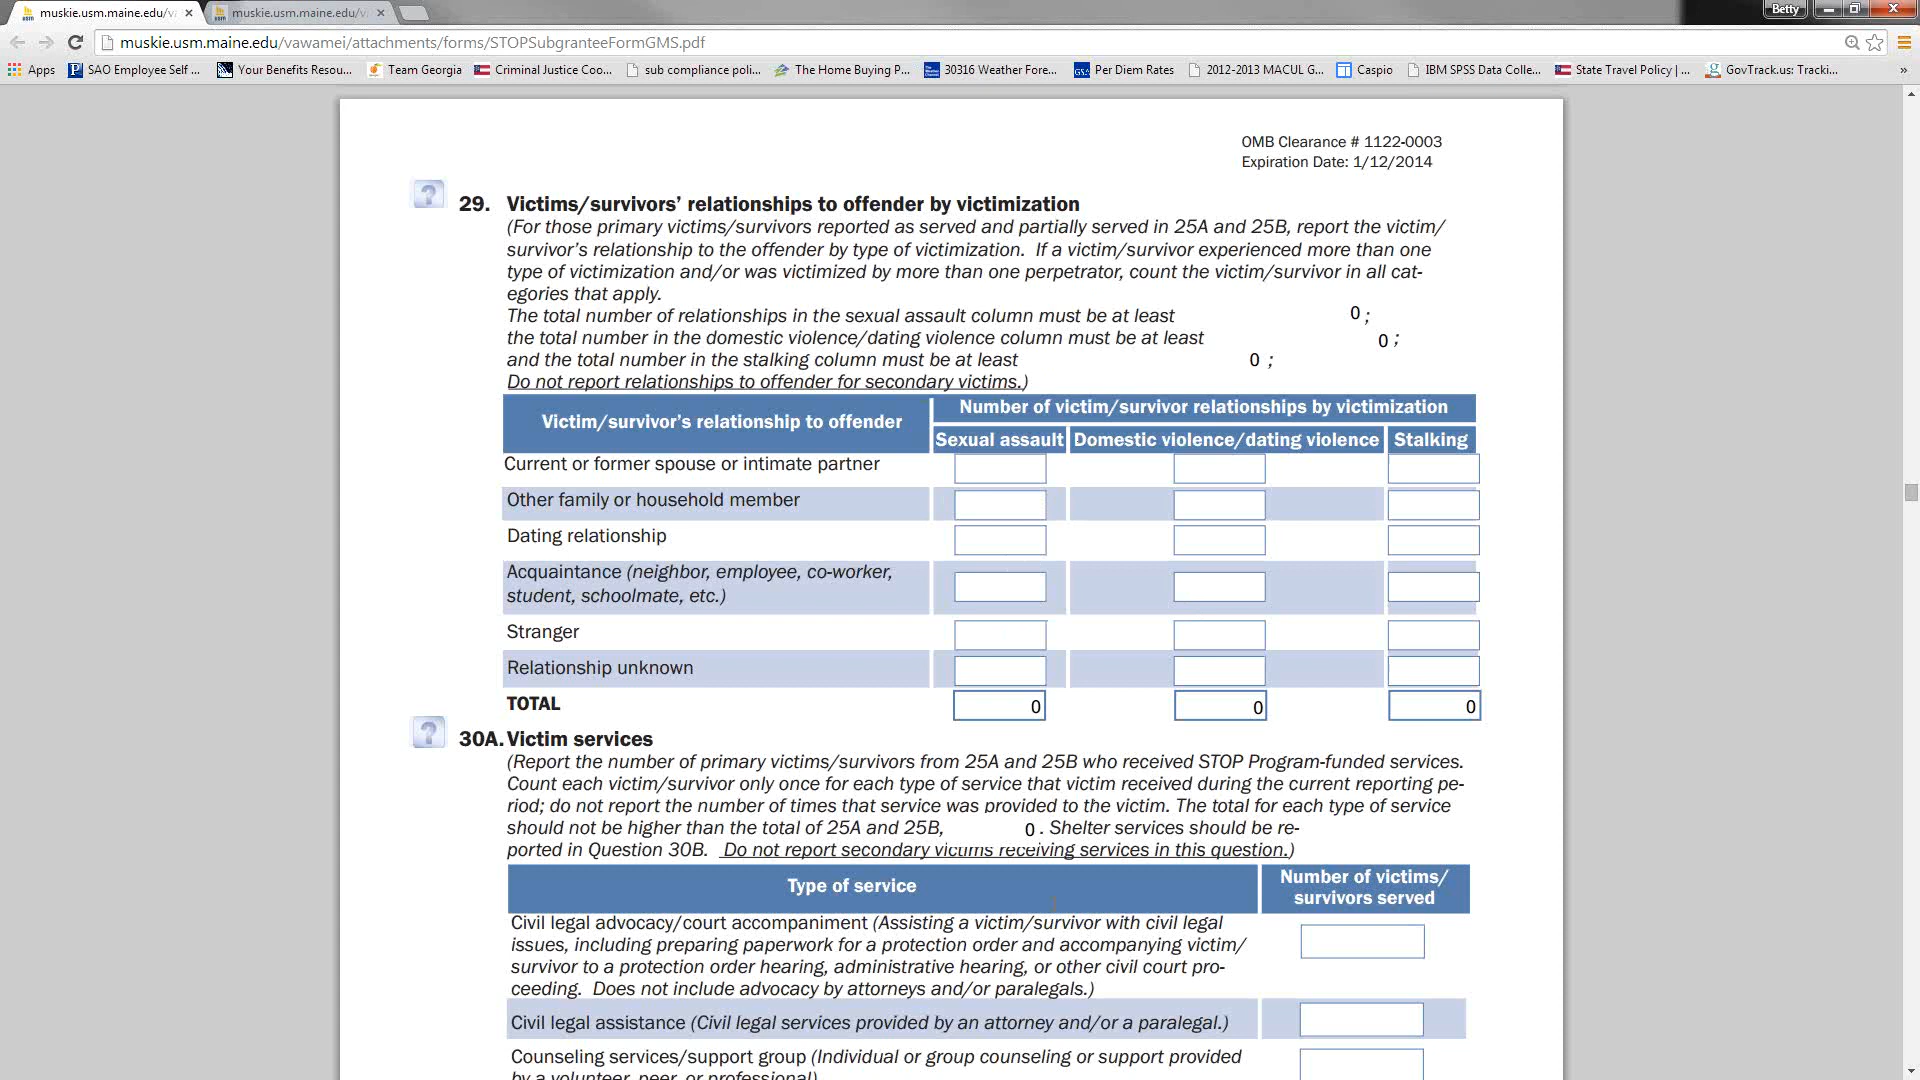 muskie.usm.maine.edu/va
muskie.usm.maine.edu/v
Betty
muskie.usm.maine.edu/vawamei/attachments/forms/STOPSubgranteeFormGMS.pdf
Apps
SAO Employee Self ...
Your Benefits Resou...
Team Georgia
Criminal Justice Coo...
sub compliance poli...
The Home Buying P...
30316 Weather Fore...
Per Diem Rates
2012-2013 MACUL G...
Caspio
IBM SPSS Data Colle...
State Travel Policy | ...
GovTrack.us: Tracki...
»
OMB Clearance # 1122-0003
Expiration Date: 1/12/2014
? 29. Victims/survivors’ relationships to offender by victimization
(For those primary victims/survivors reported as served and partially served in 25A and 25B, report the victim/
survivor’s relationship to the offender by type of victimization. If a victim/survivor experienced more than one
type of victimization and/or was victimized by more than one perpetrator, count the victim/survivor in all cat-
egories that apply.
The total number of relationships in the sexual assault column must be at least 0 ;
the total number in the domestic violence/dating violence column must be at least 0 ;
and the total number in the stalking column must be at least 0 ;
Do not report relationships to offender for secondary victims.)
Victim/survivor’s relationship to offender
Number of victim/survivor relationships by victimization
Sexual assault Domestic violence/dating violence Stalking
Current or former spouse or intimate partner
Other family or household member
Dating relationship
Acquaintance (neighbor, employee, co-worker,
student, schoolmate, etc.)
Stranger
Relationship unknown
TOTAL 0 0 0
? 30A. Victim services
(Report the number of primary victims/survivors from 25A and 25B who received STOP Program-funded services.
Count each victim/survivor only once for each type of service that victim received during the current reporting pe-
riod; do not report the number of times that service was provided to the victim. The total for each type of service
should not be higher than the total of 25A and 25B, 0 . Shelter services should be re-
ported in Question 30B. Do not report secondary victims receiving services in this question.)
Type of service
Number of victims/
survivors served
Civil legal advocacy/court accompaniment (Assisting a victim/survivor with civil legal
issues, including preparing paperwork for a protection order and accompanying victim/
survivor to a protection order hearing, administrative hearing, or other civil court pro-
ceeding. Does not include advocacy by attorneys and/or paralegals.)
Civil legal assistance (Civil legal services provided by an attorney and/or a paralegal.)
Counseling services/support group (Individual or group counseling or support provided
by a volunteer, peer, or professional)